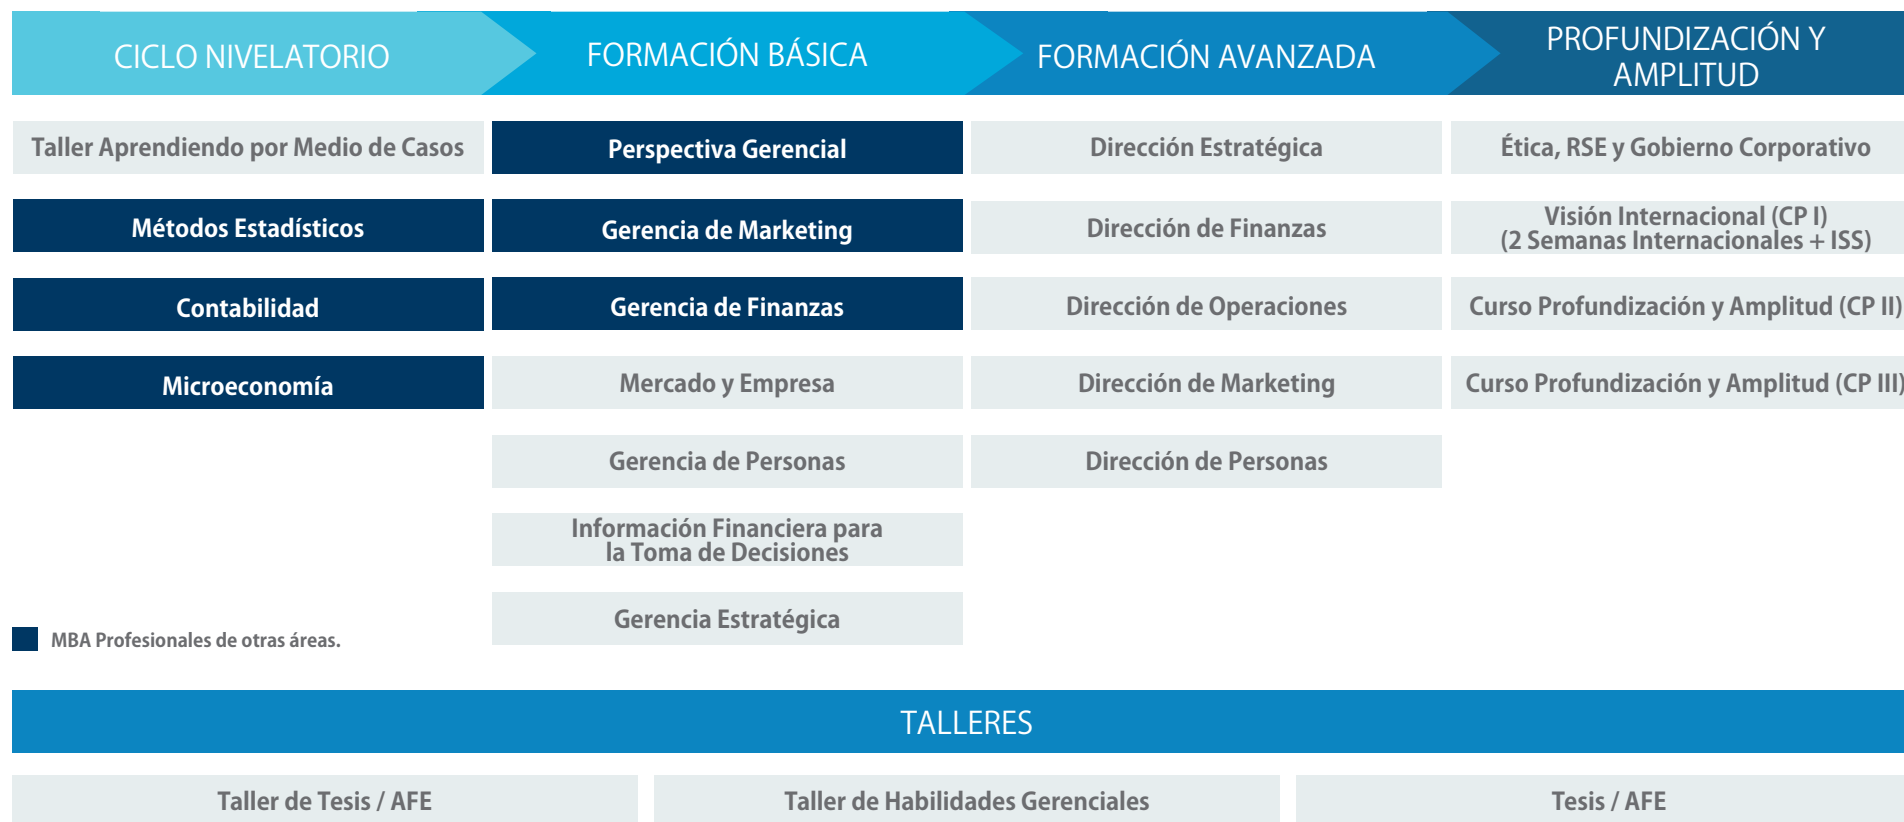 CICLO NIVELATORIO
FORMACIÓN BÁSICA
FORMACIÓN AVANZADA
PROFUNDIZACIÓN Y
AMPLITUD
Taller Aprendiendo por Medio de Casos
Perspectiva Gerencial
Dirección Estratégica
Ética, RSE y Gobierno Corporativo
Métodos Estadísticos
Gerencia de Marketing
Dirección de Finanzas
Visión Internacional (CP I)
(2 Semanas Internacionales + ISS)
Contabilidad
Gerencia de Finanzas
Dirección de Operaciones
Curso Profundización y Amplitud (CP II)
Microeconomía
Mercado y Empresa
Dirección de Marketing
Curso Profundización y Amplitud (CP III)
Gerencia de Personas
Dirección de Personas
Información Financiera para
la Toma de Decisiones
Gerencia Estratégica
MBA Profesionales de otras áreas.
TALLERES
Taller de Tesis / AFE
Taller de Habilidades Gerenciales
Tesis / AFE